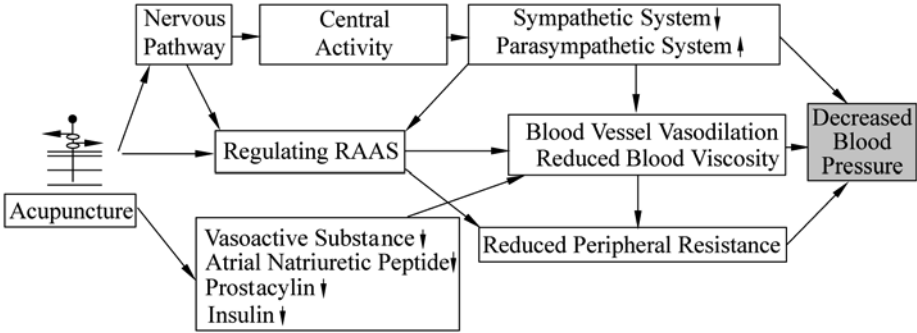 Nervous
Pathway
Central
Activity
Sympathetic System
Parasympathetic System
Decreased
Blood
Pressure
Regulating RAAS
Blood Vessel Vasodilation
Reduced Blood Viscosity
Acupuncture
Vasoactive Substance
Atrial Natriuretic Peptide
Prostacylin
Insulin
Reduced Peripheral Resistance